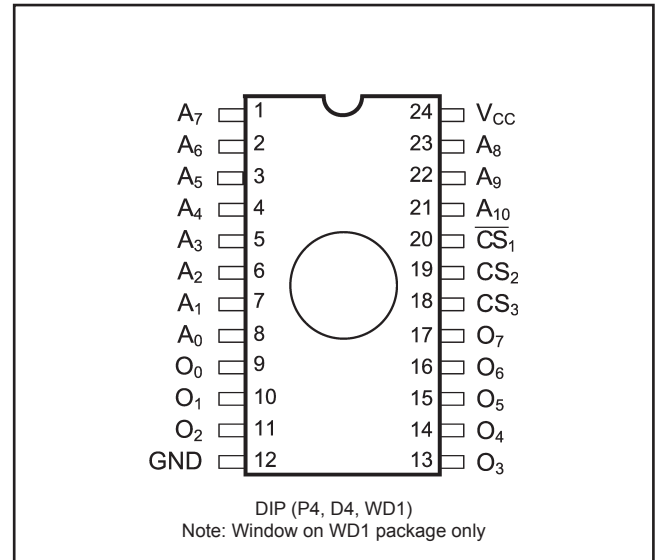 A7 1 24 VCC
A6 2 23 A8
A5 3 22 A9
A4 4 21 A10
A3 5 20 C̅S̅1
A2 6 19 CS2
A1 7 18 CS3
A0 8 17 O7
O0 9 16 O6
O1 10 15 O5
O2 11 14 O4
GND 12 13 O3
DIP (P4, D4, WD1)
Note: Window on WD1 package only